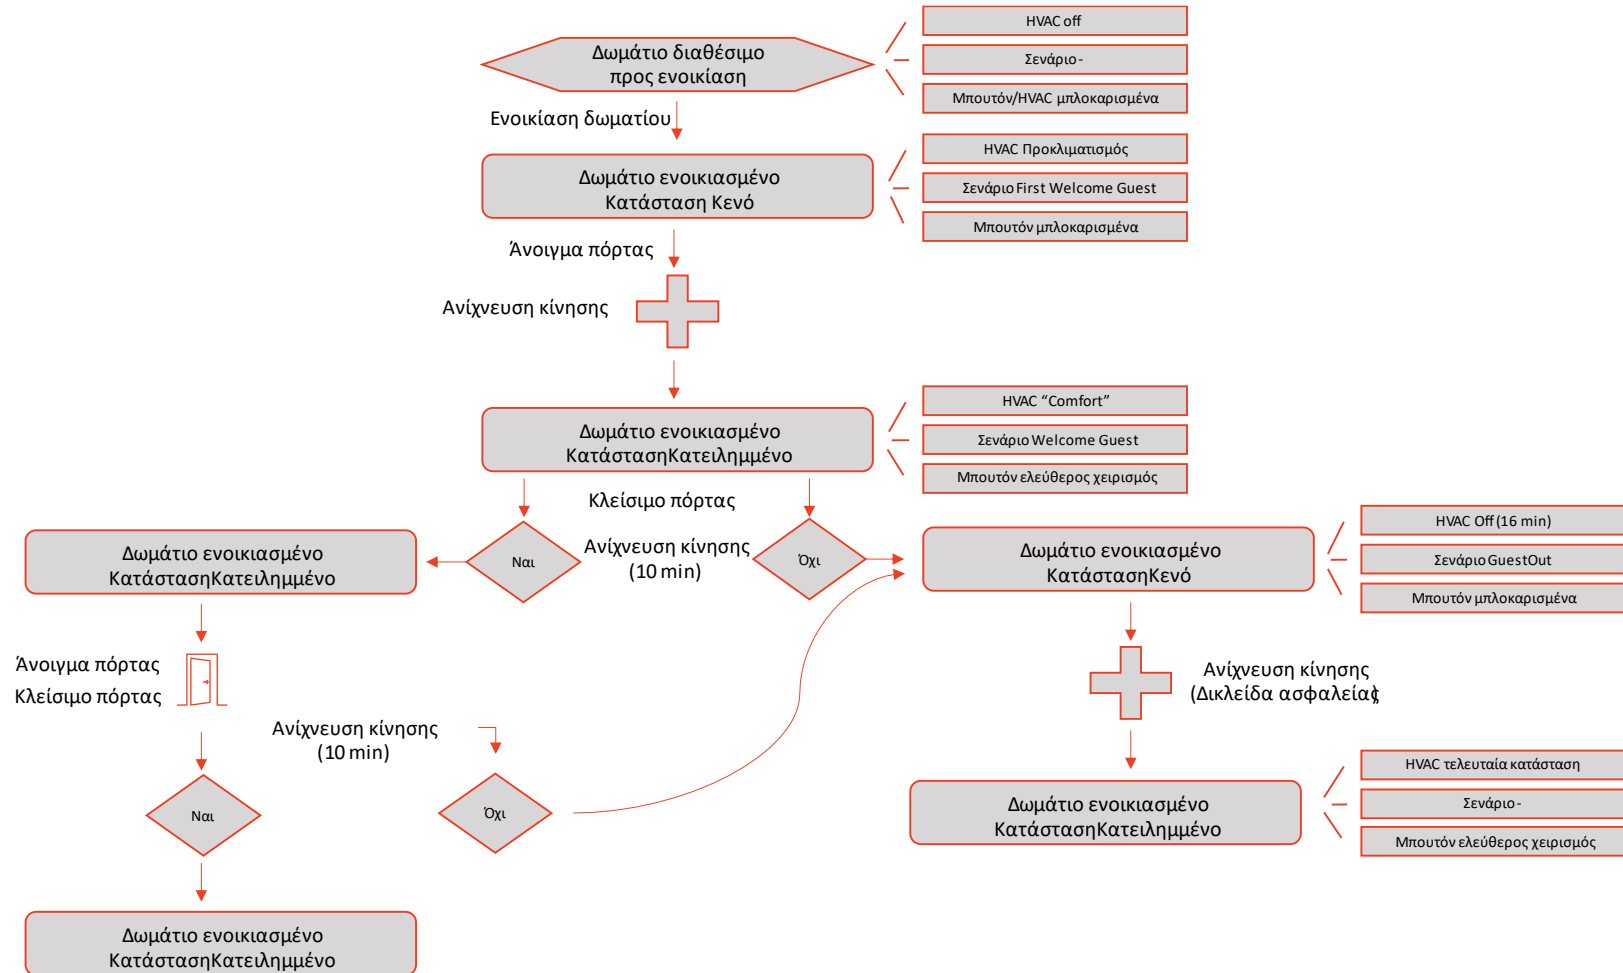 Δωμάτιο διαθέσιμο
προς ενοικίαση
HVAC off
Σενάριο -
Μπουτόν/HVAC μπλοκαρισμένα
Ενοικίαση δωματίου
Δωμάτιο ενοικιασμένο
Κατάσταση Κενό
HVAC Προκλιματισμός
Σενάριο First Welcome Guest
Μπουτόν μπλοκαρισμένα
Άνοιγμα πόρτας
Ανίχνευση κίνησης
Δωμάτιο ενοικιασμένο
ΚατάστασηΚατειλημμένο
HVAC “Comfort”
Σενάριο Welcome Guest
Μπουτόν ελεύθερος χειρισμός
Κλείσιμο πόρτας
Ανίχνευση κίνησης
(10 min)
Ναι
Όχι
Δωμάτιο ενοικιασμένο
ΚατάστασηΚατειλημμένο
Δωμάτιο ενοικιασμένο
ΚατάστασηΚενό
HVAC Off (16 min)
Σενάριο GuestOut
Μπουτόν μπλοκαρισμένα
Άνοιγμα πόρτας
Κλείσιμο πόρτας
Ανίχνευση κίνησης
(10 min)
Ανίχνευση κίνησης
(Δικλείδα ασφαλείας)
Ναι
Όχι
Δωμάτιο ενοικιασμένο
ΚατάστασηΚατειλημμένο
HVAC τελευταία κατάσταση
Σενάριο -
Μπουτόν ελεύθερος χειρισμός
Δωμάτιο ενοικιασμένο
ΚατάστασηΚατειλημμένο